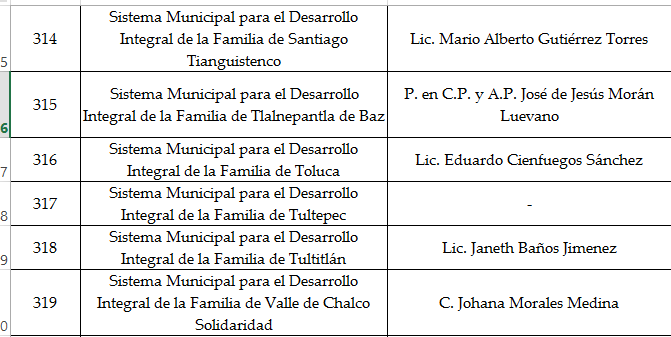 5
314
Sistema Municipal para el Desarrollo
Integral de la Familia de Santiago
Tianguistenco
Lic. Mario Alberto Gutiérrez Torres
6
315
Sistema Municipal para el Desarrollo
Integral de la Familia de Tlalnepantla de Baz
P. en C.P. y A.P. José de Jesús Morán
Luevano
7
316
Sistema Municipal para el Desarrollo
Integral de la Familia de Toluca
Lic. Eduardo Cienfuegos Sánchez
8
317
Sistema Municipal para el Desarrollo
Integral de la Familia de Tultepec
-
9
318
Sistema Municipal para el Desarrollo
Integral de la Familia de Tultitlán
Lic. Janeth Baños Jimenez
0
319
Sistema Municipal para el Desarrollo
Integral de la Familia de Valle de Chalco
Solidaridad
C. Johana Morales Medina